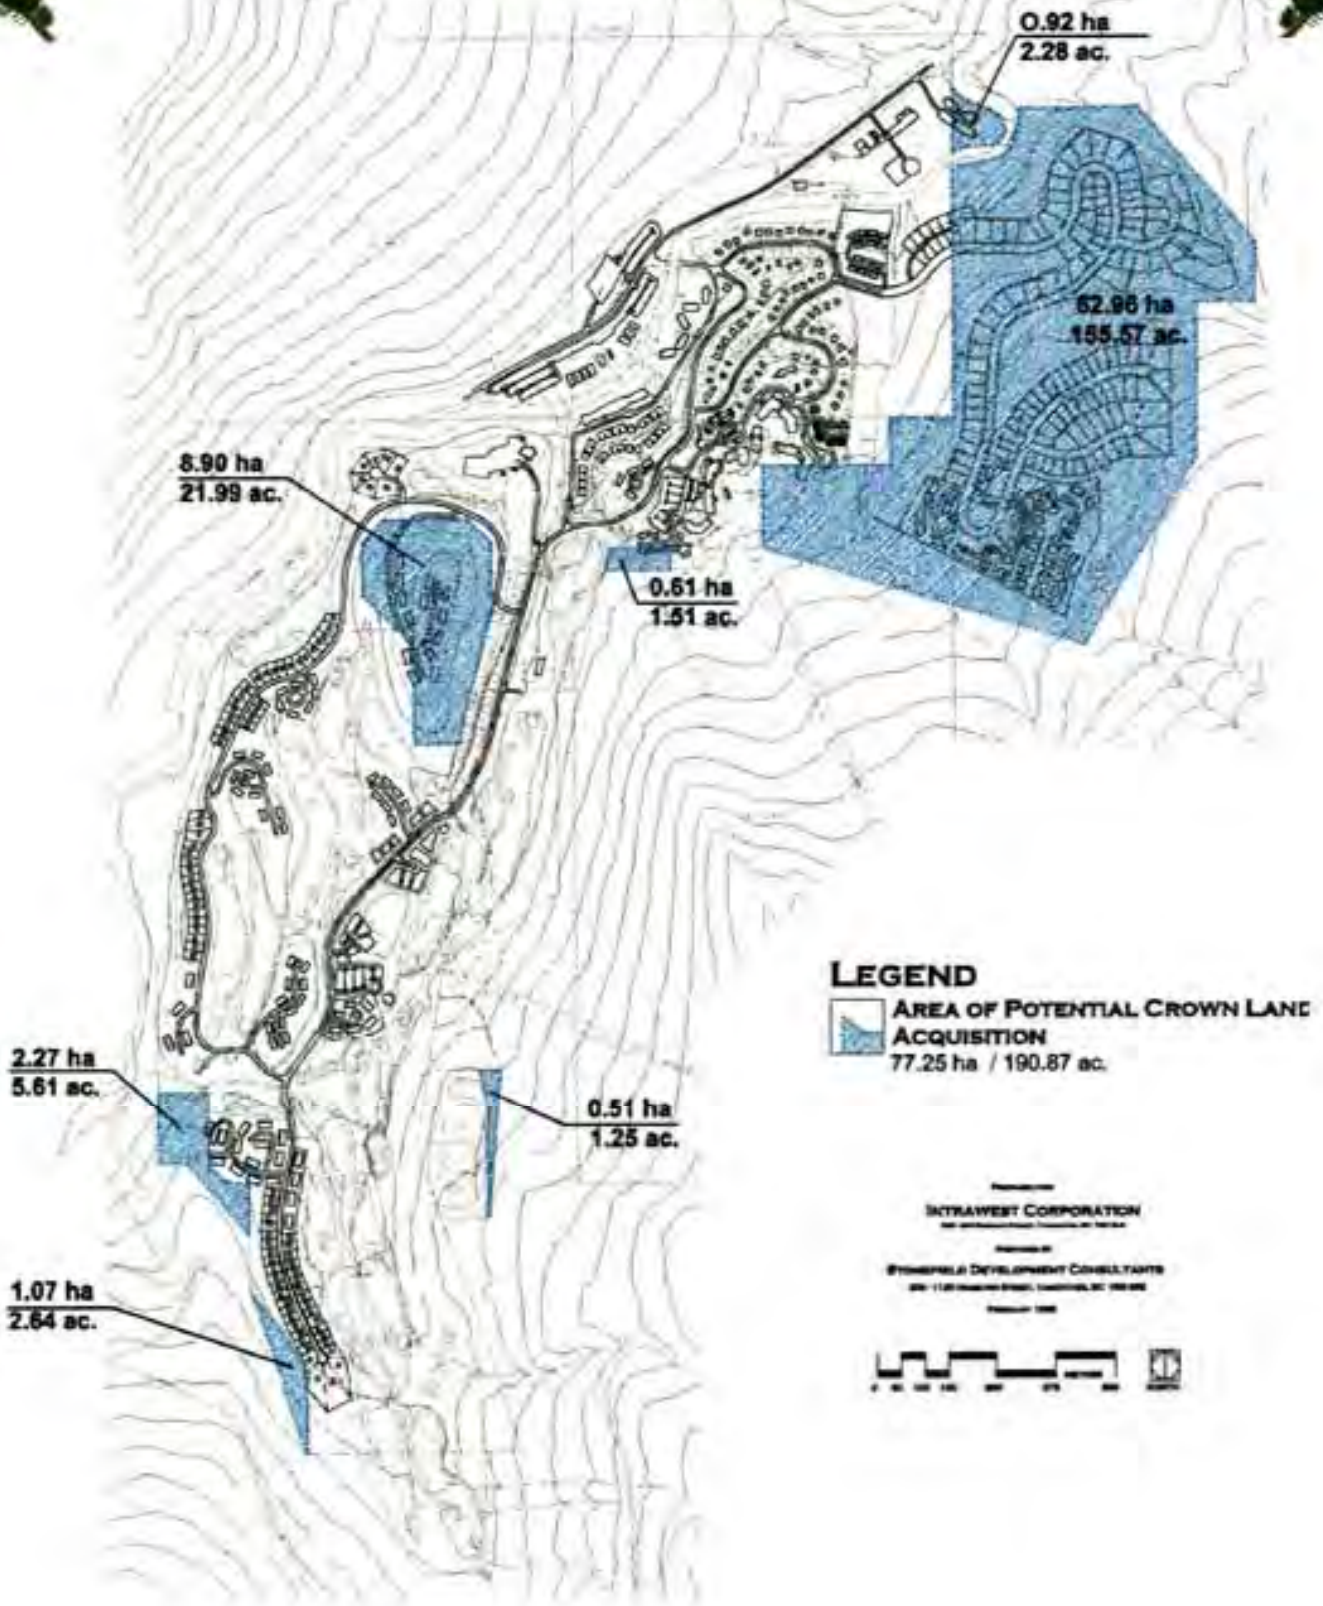 0.92 ha
2.28 ac.
62.96 ha
155.57 ac.
8.90 ha
21.99 ac.
0.61 ha
1.51 ac.
LEGEND
AREA OF POTENTIAL CROWN LAND
ACQUISITION
77.25 ha / 190.87 ac.
2.27 ha
5.61 ac.
0.51 ha
1.25 ac.
INTRAWEST CORPORATION
STONEFIELD DEVELOPMENT CONSULTANTS
1.07 ha
2.64 ac.